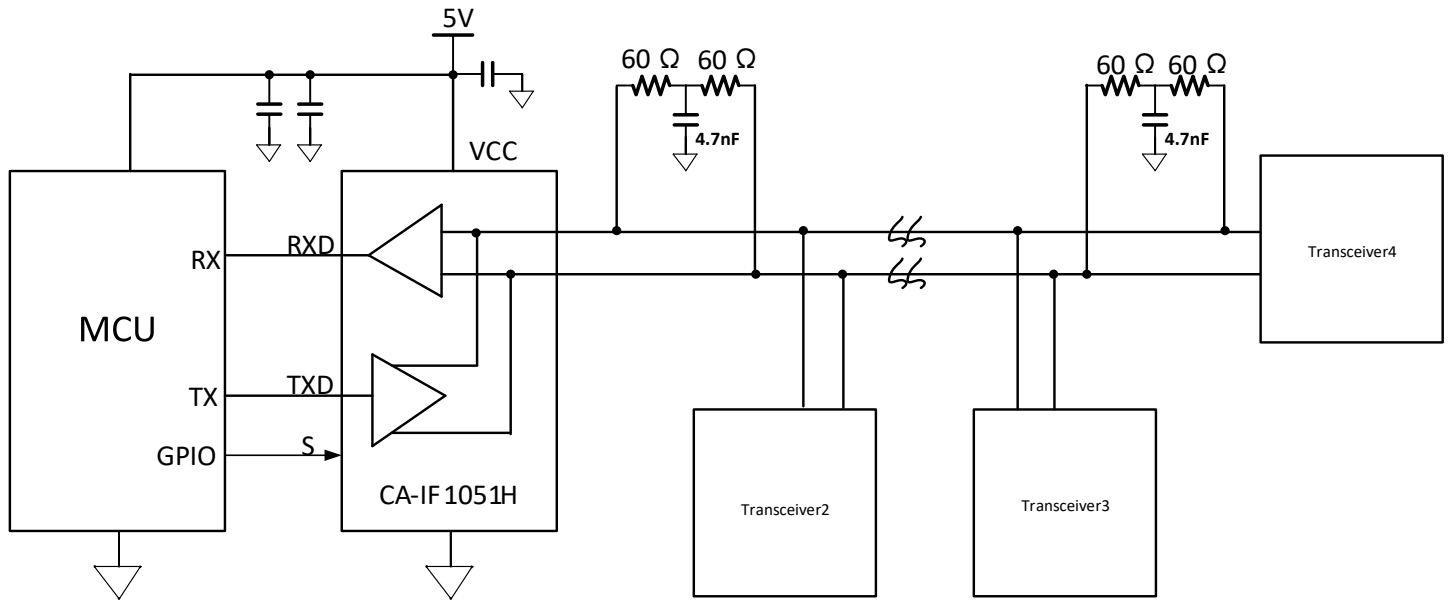 5V
60 Ω 60 Ω
60 Ω 60 Ω
4.7nF
4.7nF
VCC
RX
RXD
MCU
TX
TXD
GPIO
S
CA-IF1051H
Transceiver2
Transceiver3
Transceiver4